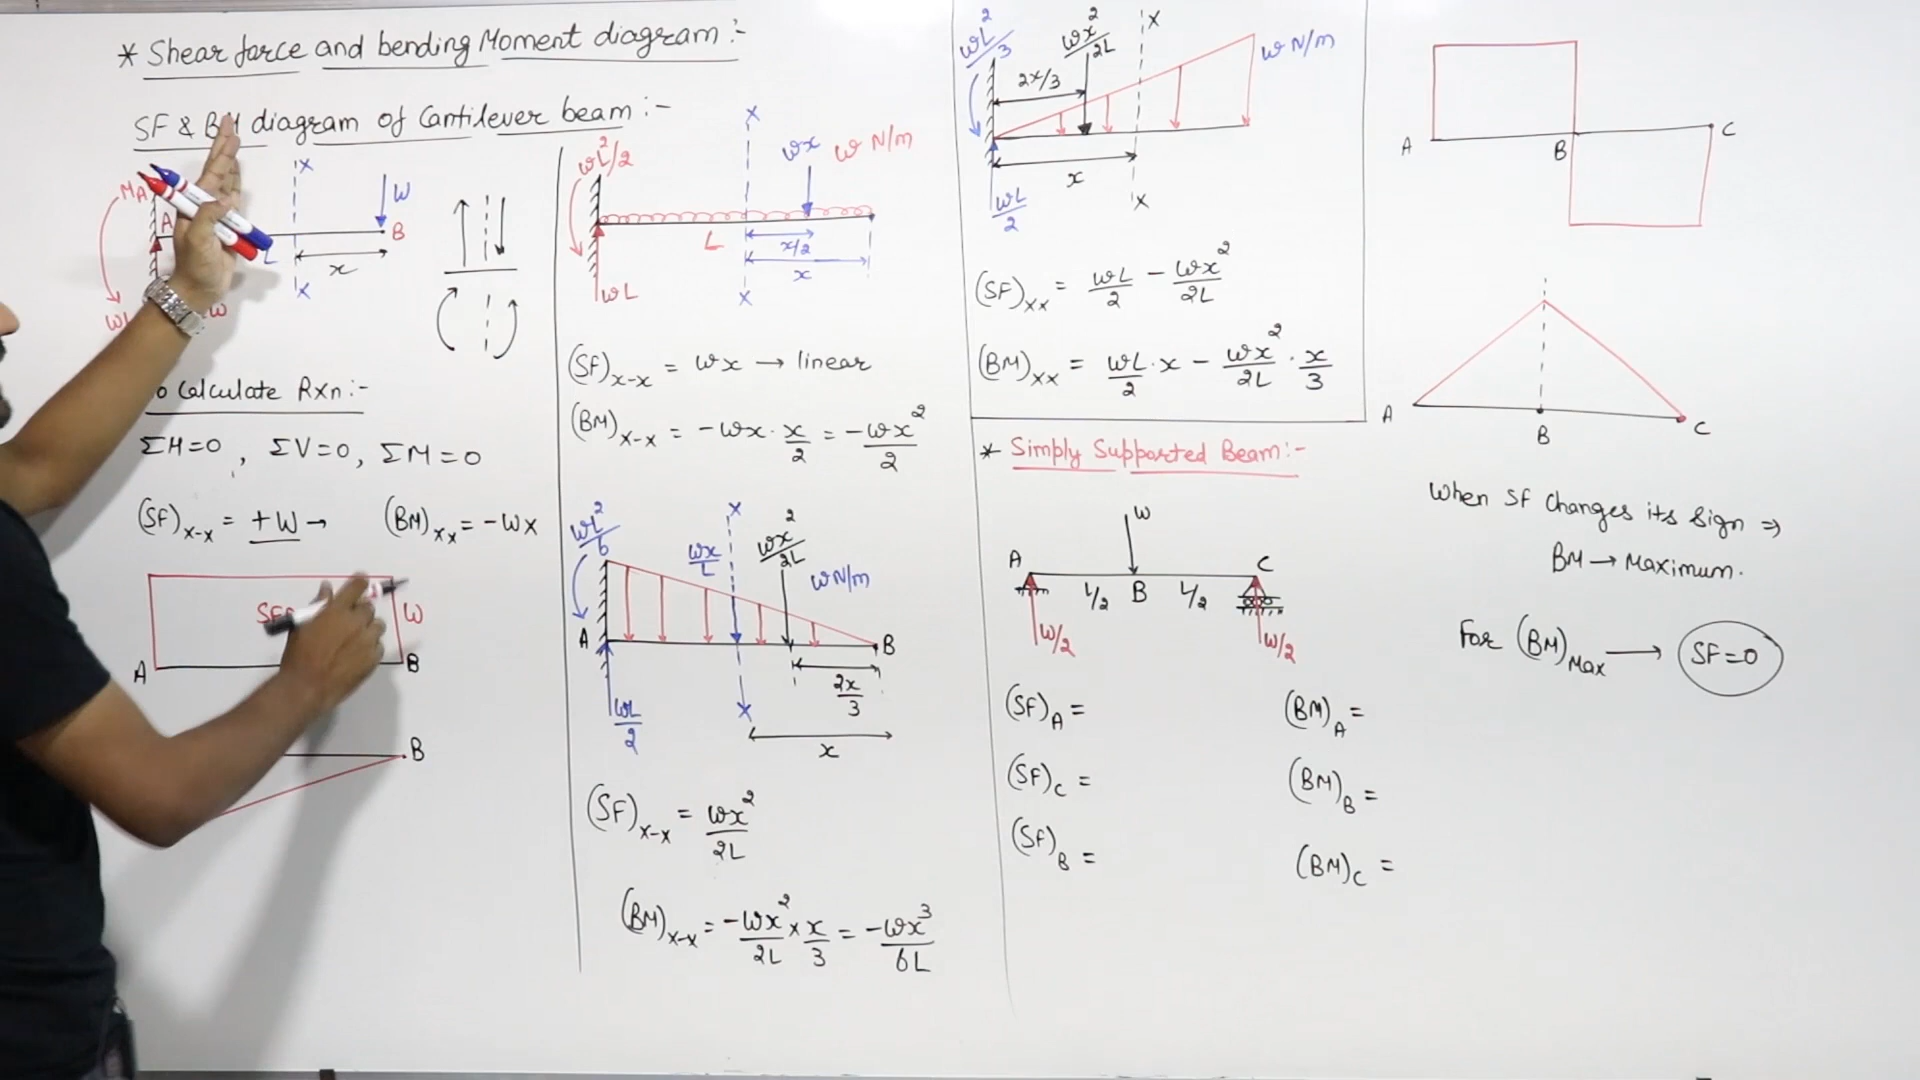 * Shear force and bending Moment diagram:-
SF & BM diagram of Cantilever beam:-
MA
A
x
W
B
L
x
x
WL
W
Calculate Rxn:-
ΣH=0, ΣV=0, ΣM=0
(SF)x-x = +W→ (BM)xx = -Wx
W
A
B
B
wL²/2
x
wx
w N/m
L
x/2
x
x
wL
(SF)x-x = wx → linear
(BM)x-x = -wx · x/2 = -wx²/2
wL²/6
x
wx/L
wx²/2L
w N/m
A
B
2x/3
wL/2
x
x
(SF)x-x = wx²/2L
(BM)x-x = -wx²/2L × x/3 = -wx³/6L
wL²/3
wx²/2L
x
w N/m
2x/3
x
x
wL/2
(SF)xx = wL/2 - wx²/2L
(BM)xx = wL/2 · x - wx²/2L · x/3
* Simply Supported Beam:-
W
A
C
L/2 B L/2
W/2
W/2
(SF)A = (BM)A =
(SF)C = (BM)B =
(SF)B = (BM)C =
A
B
C
A
B
C
When SF Changes its Sign ⇒
BM → Maximum.
For (BM)Max → SF=0